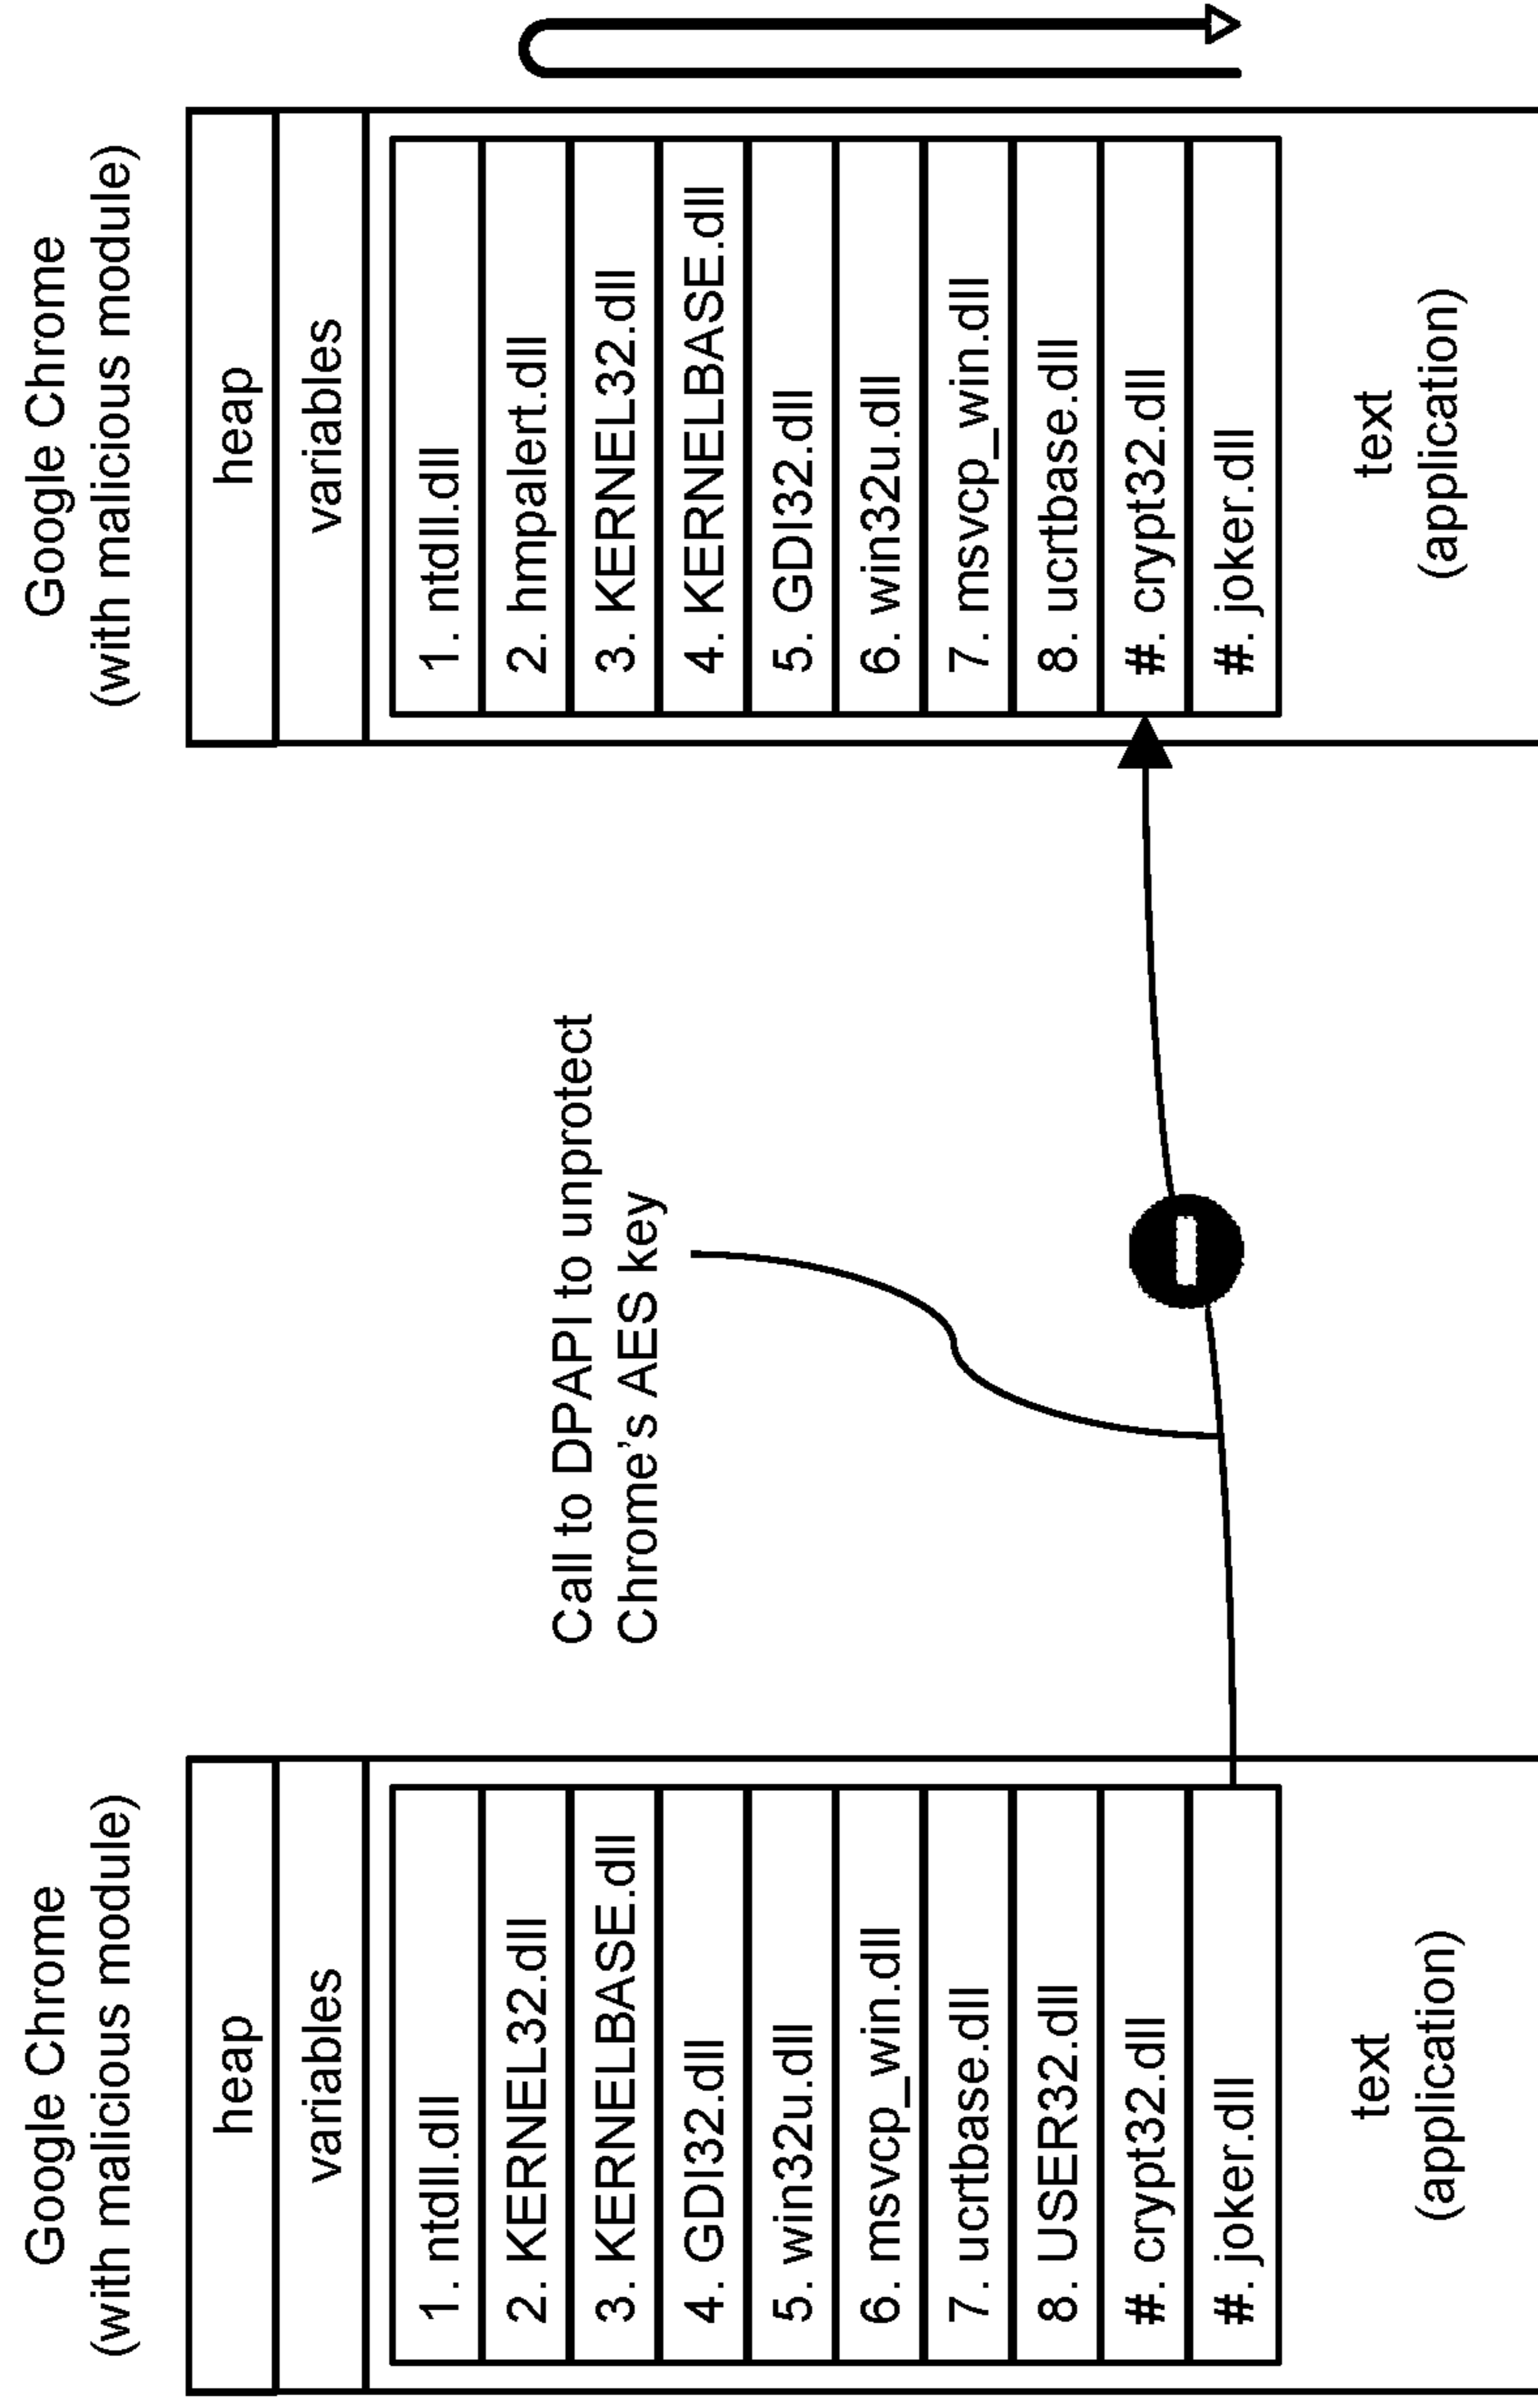 Google Chrome
(with malicious module)
heap
variables
1. ntdll.dll
2. KERNEL32.dll
3. KERNELBASE.dll
4. GDI32.dll
5. win32u.dll
6. msvcp_win.dll
7. ucrtbase.dll
8. USER32.dll
#. crypt32.dll
#. joker.dll
text
(application)
Call to DPAPI to unprotect
Chrome’s AES key
Google Chrome
(with malicious module)
heap
variables
1. ntdll.dll
2. hmpalert.dll
3. KERNEL32.dll
4. KERNELBASE.dll
5. GDI32.dll
6. win32u.dll
7. msvcp_win.dll
8. ucrtbase.dll
#. crypt32.dll
#. joker.dll
text
(application)